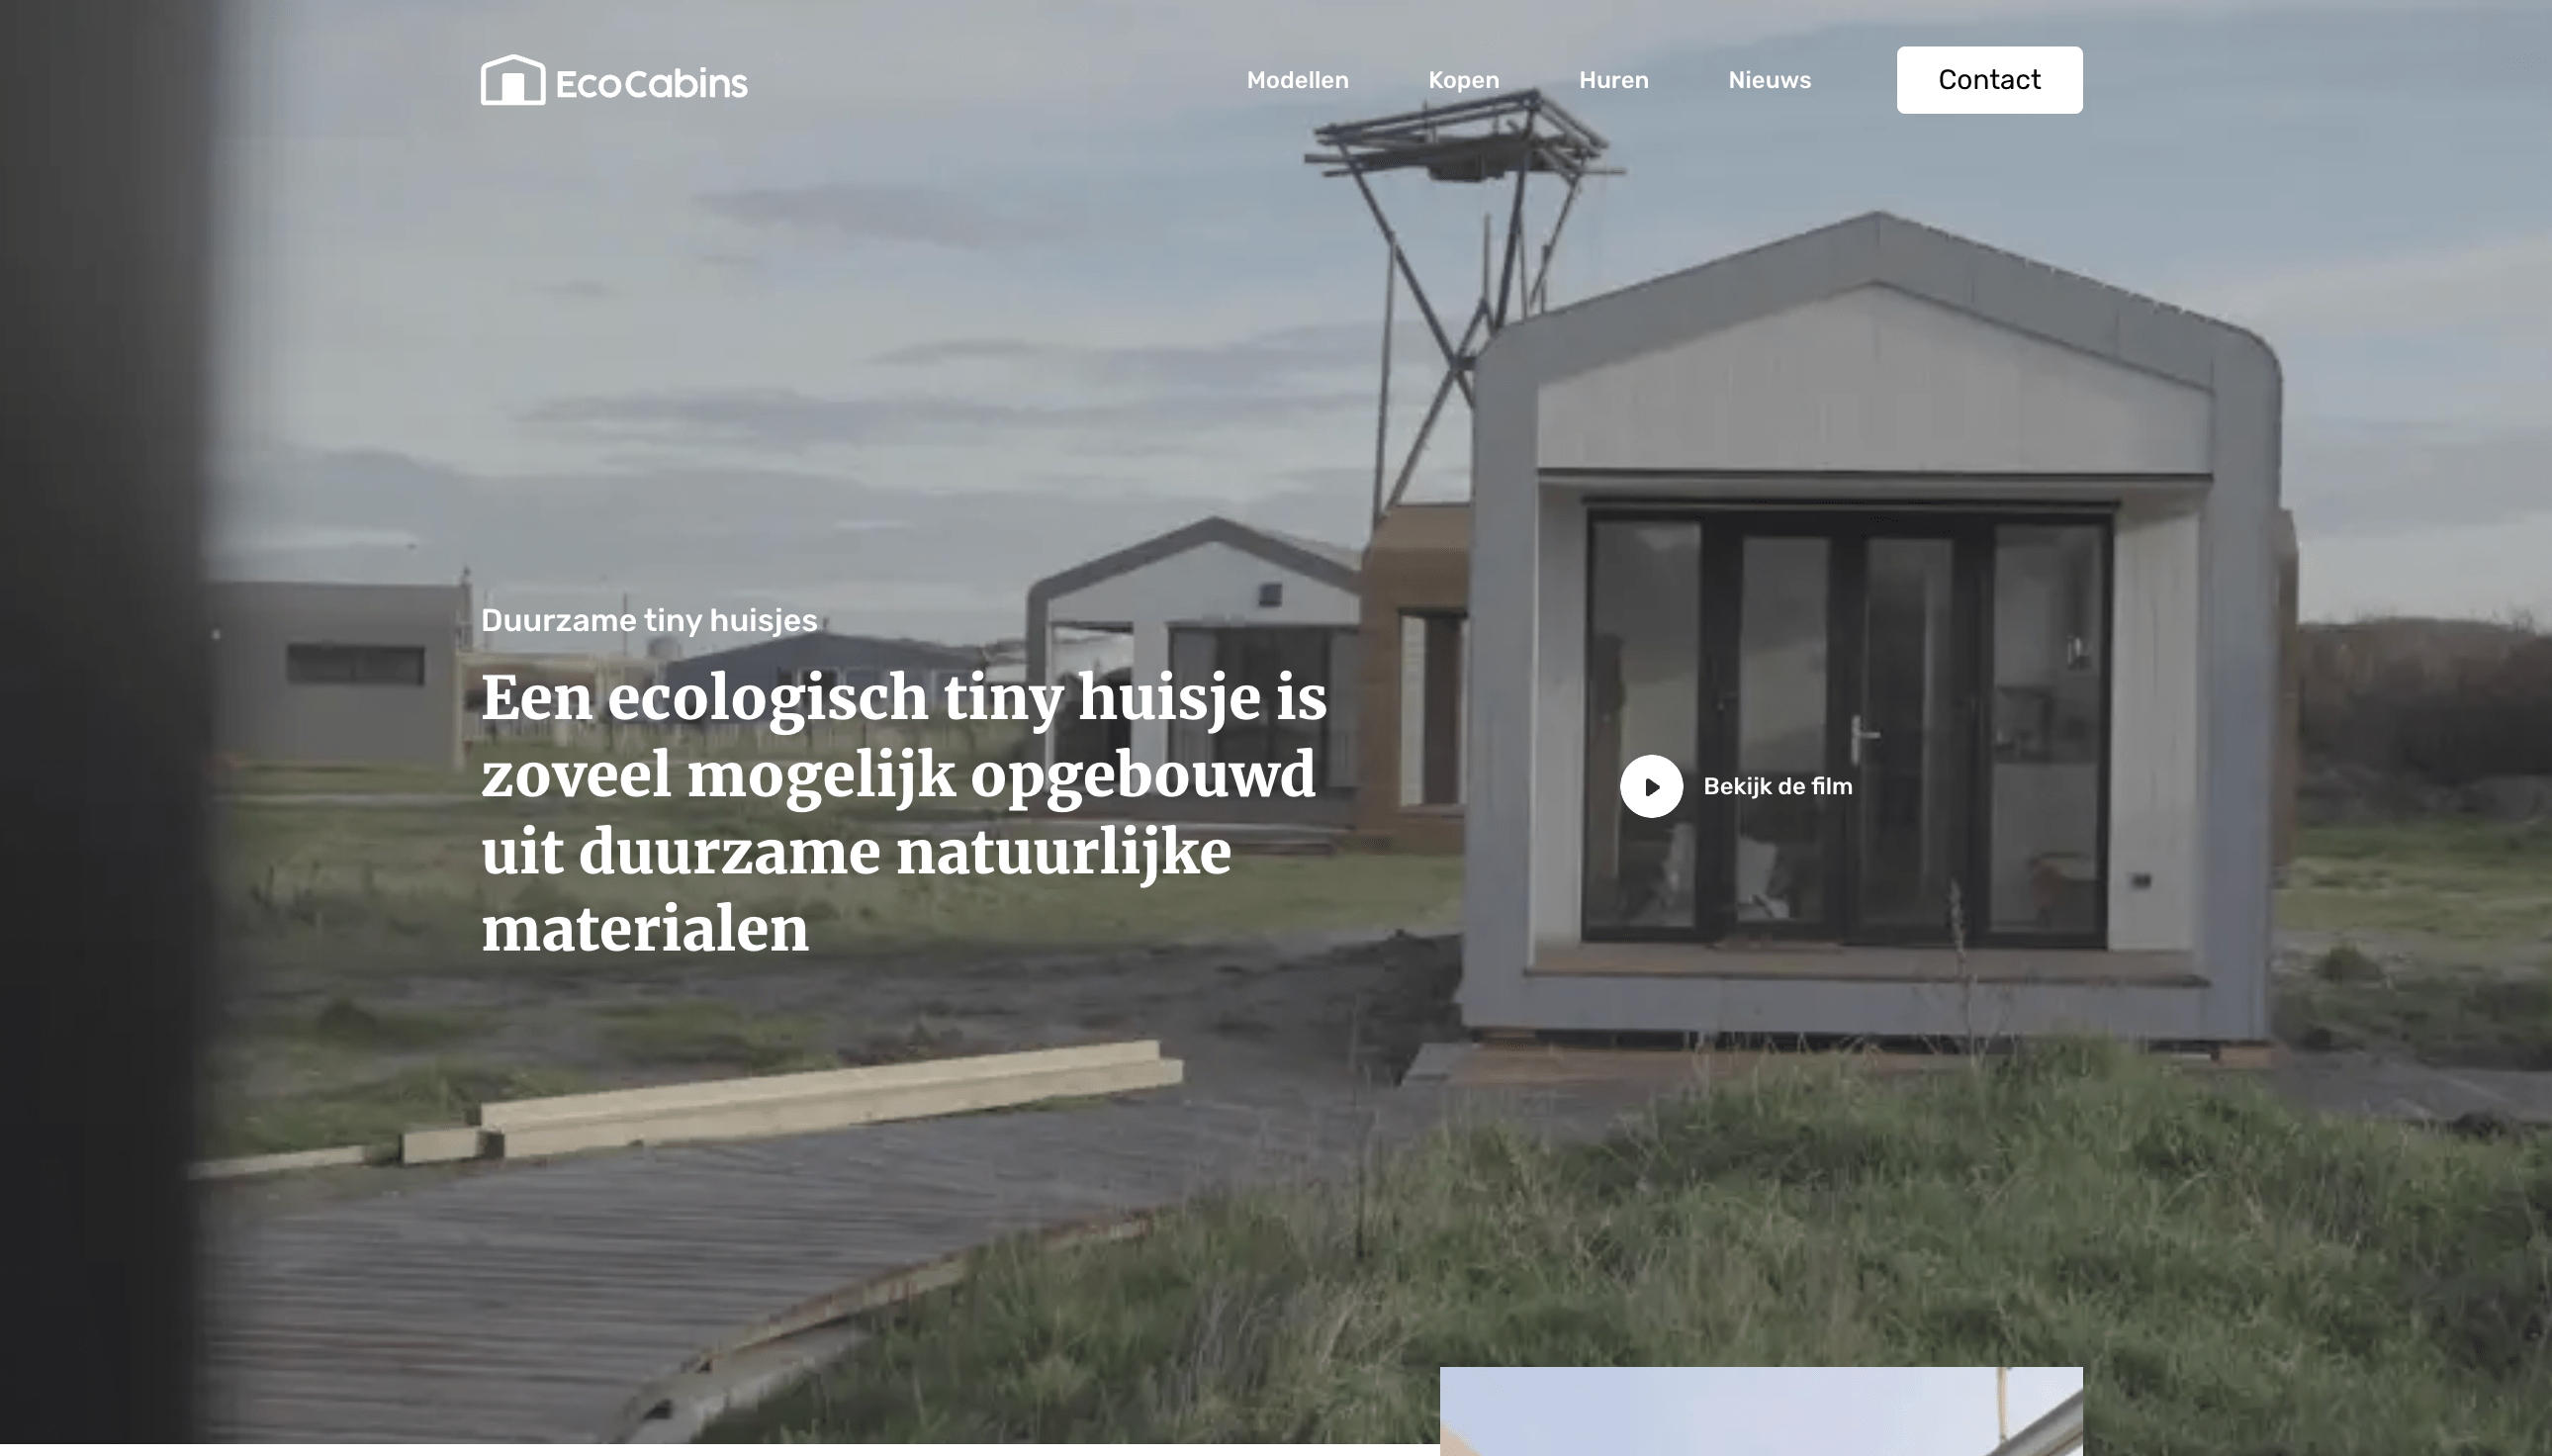 EcoCabins
Modellen
Kopen
Huren
Nieuws
Contact
Duurzame tiny huisjes
Een ecologisch tiny huisje is
zoveel mogelijk opgebouwd
uit duurzame natuurlijke
materialen
Bekijk de film